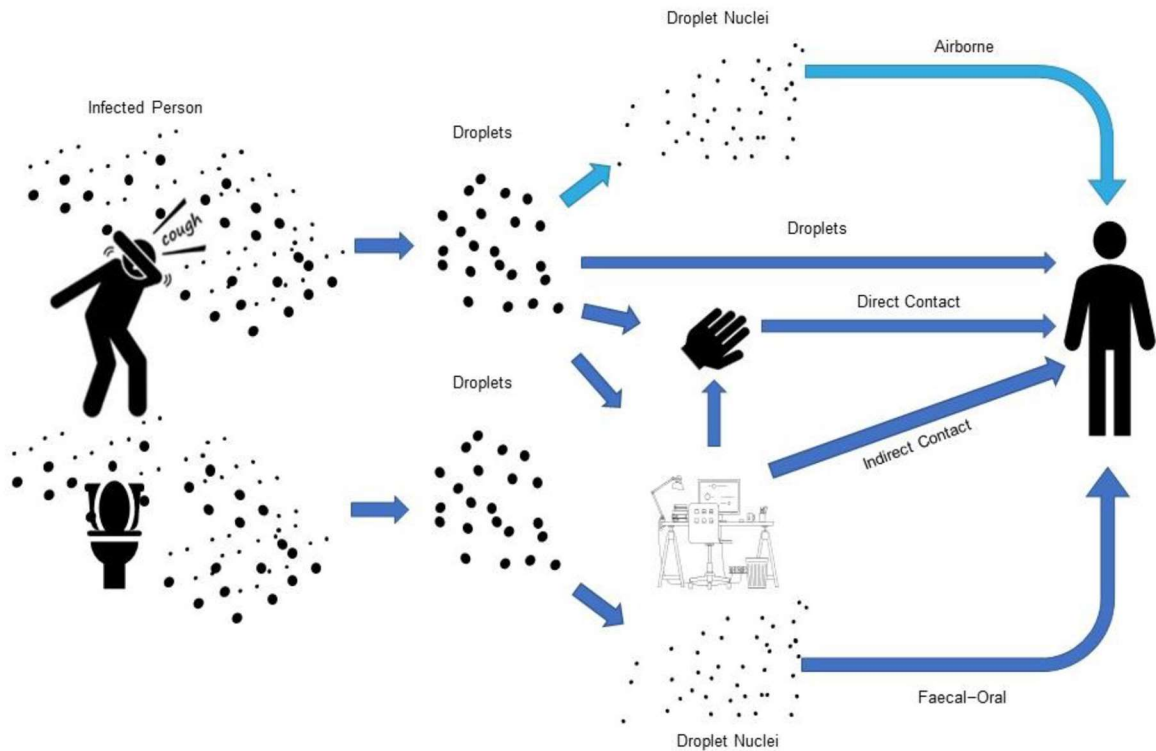 Droplet Nuclei
Airborne
Infected Person
Droplets
cough
Droplets
Direct Contact
Droplets
Indirect Contact
Faecal-Oral
Droplet Nuclei